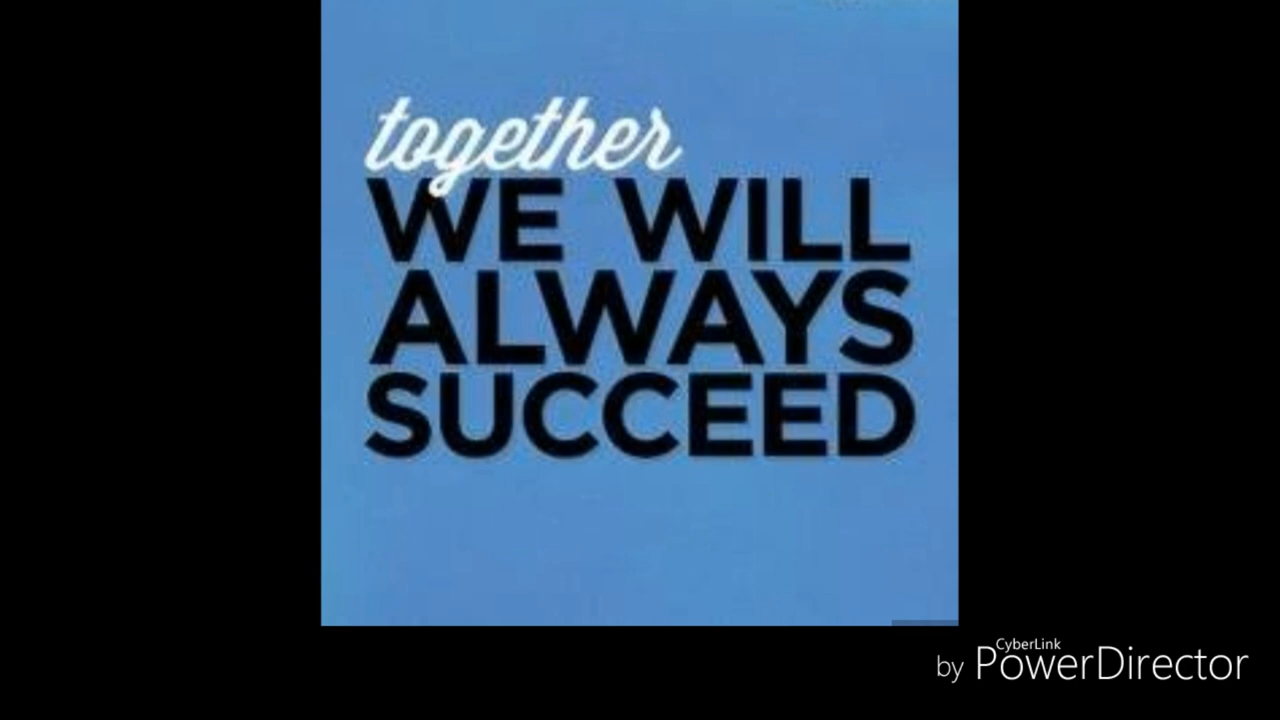 together
WE WILL
ALWAYS
SUCCEED
CyberLink
by PowerDirector